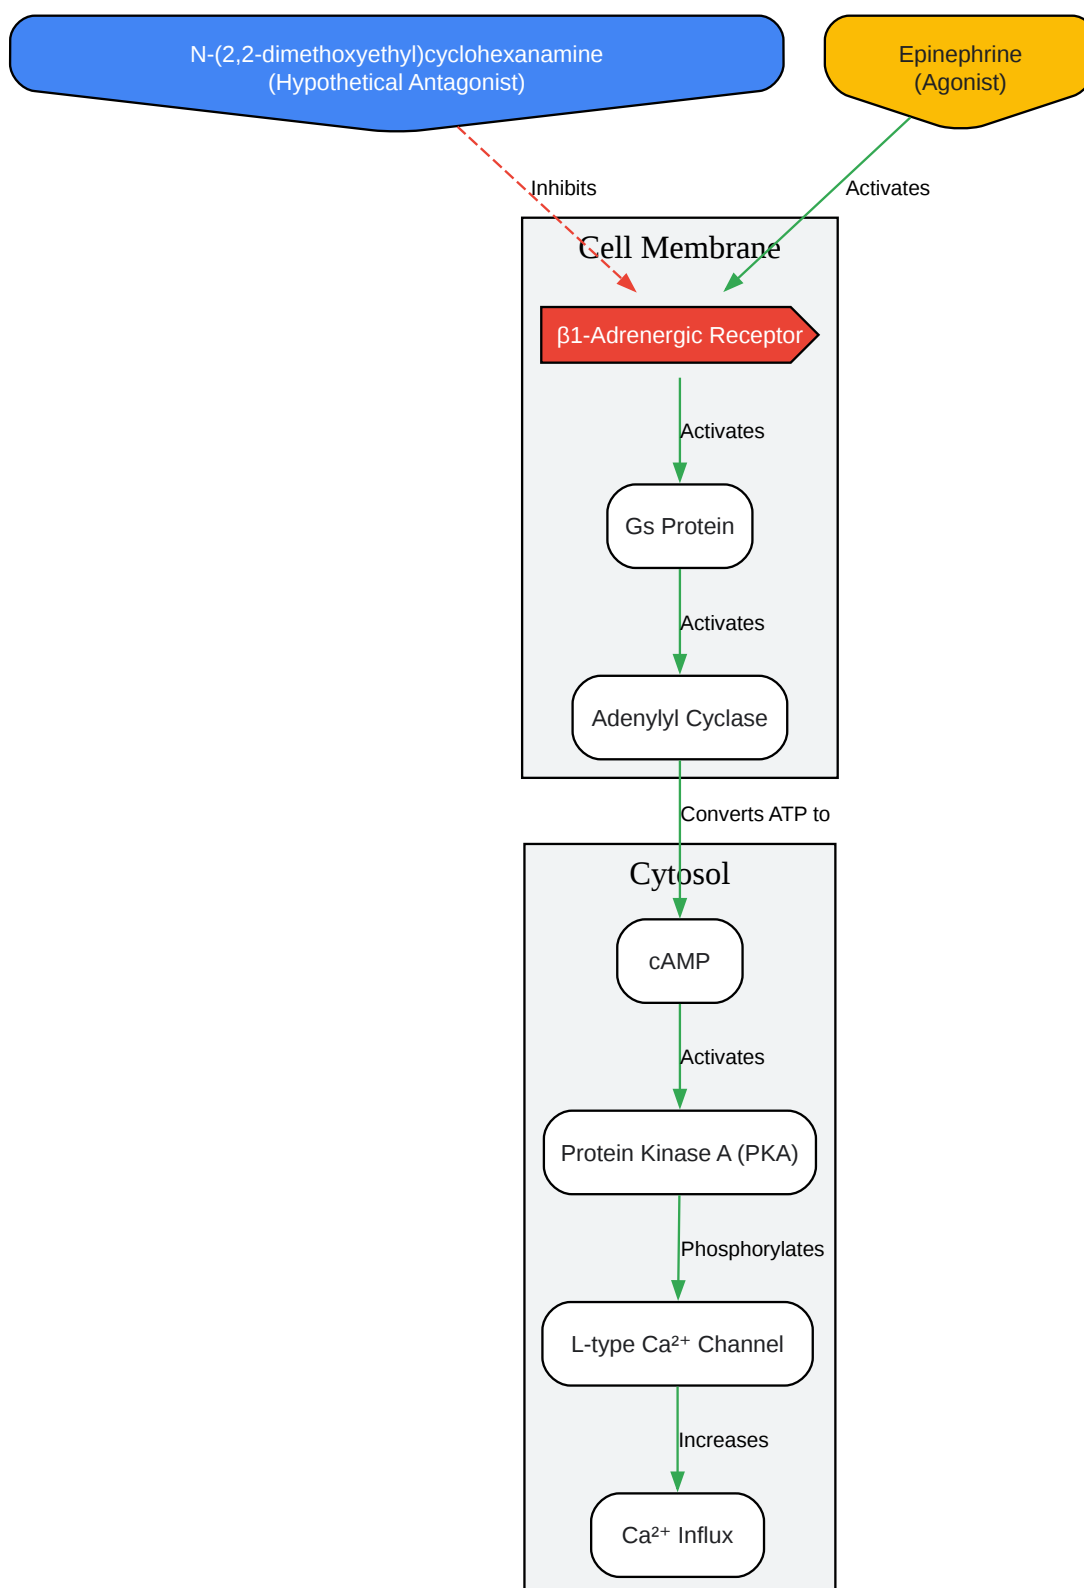 N-(2,2-dimethoxyethyl)cyclohexanamine
(Hypothetical Antagonist)
Epinephrine
(Agonist)
Inhibits
Activates
Cell Membrane
β1-Adrenergic Receptor
Activates
Gs Protein
Activates
Adenylyl Cyclase
Converts ATP to
Cytosol
cAMP
Activates
Protein Kinase A (PKA)
Phosphorylates
L-type Ca²⁺ Channel
Increases
Ca²⁺ Influx